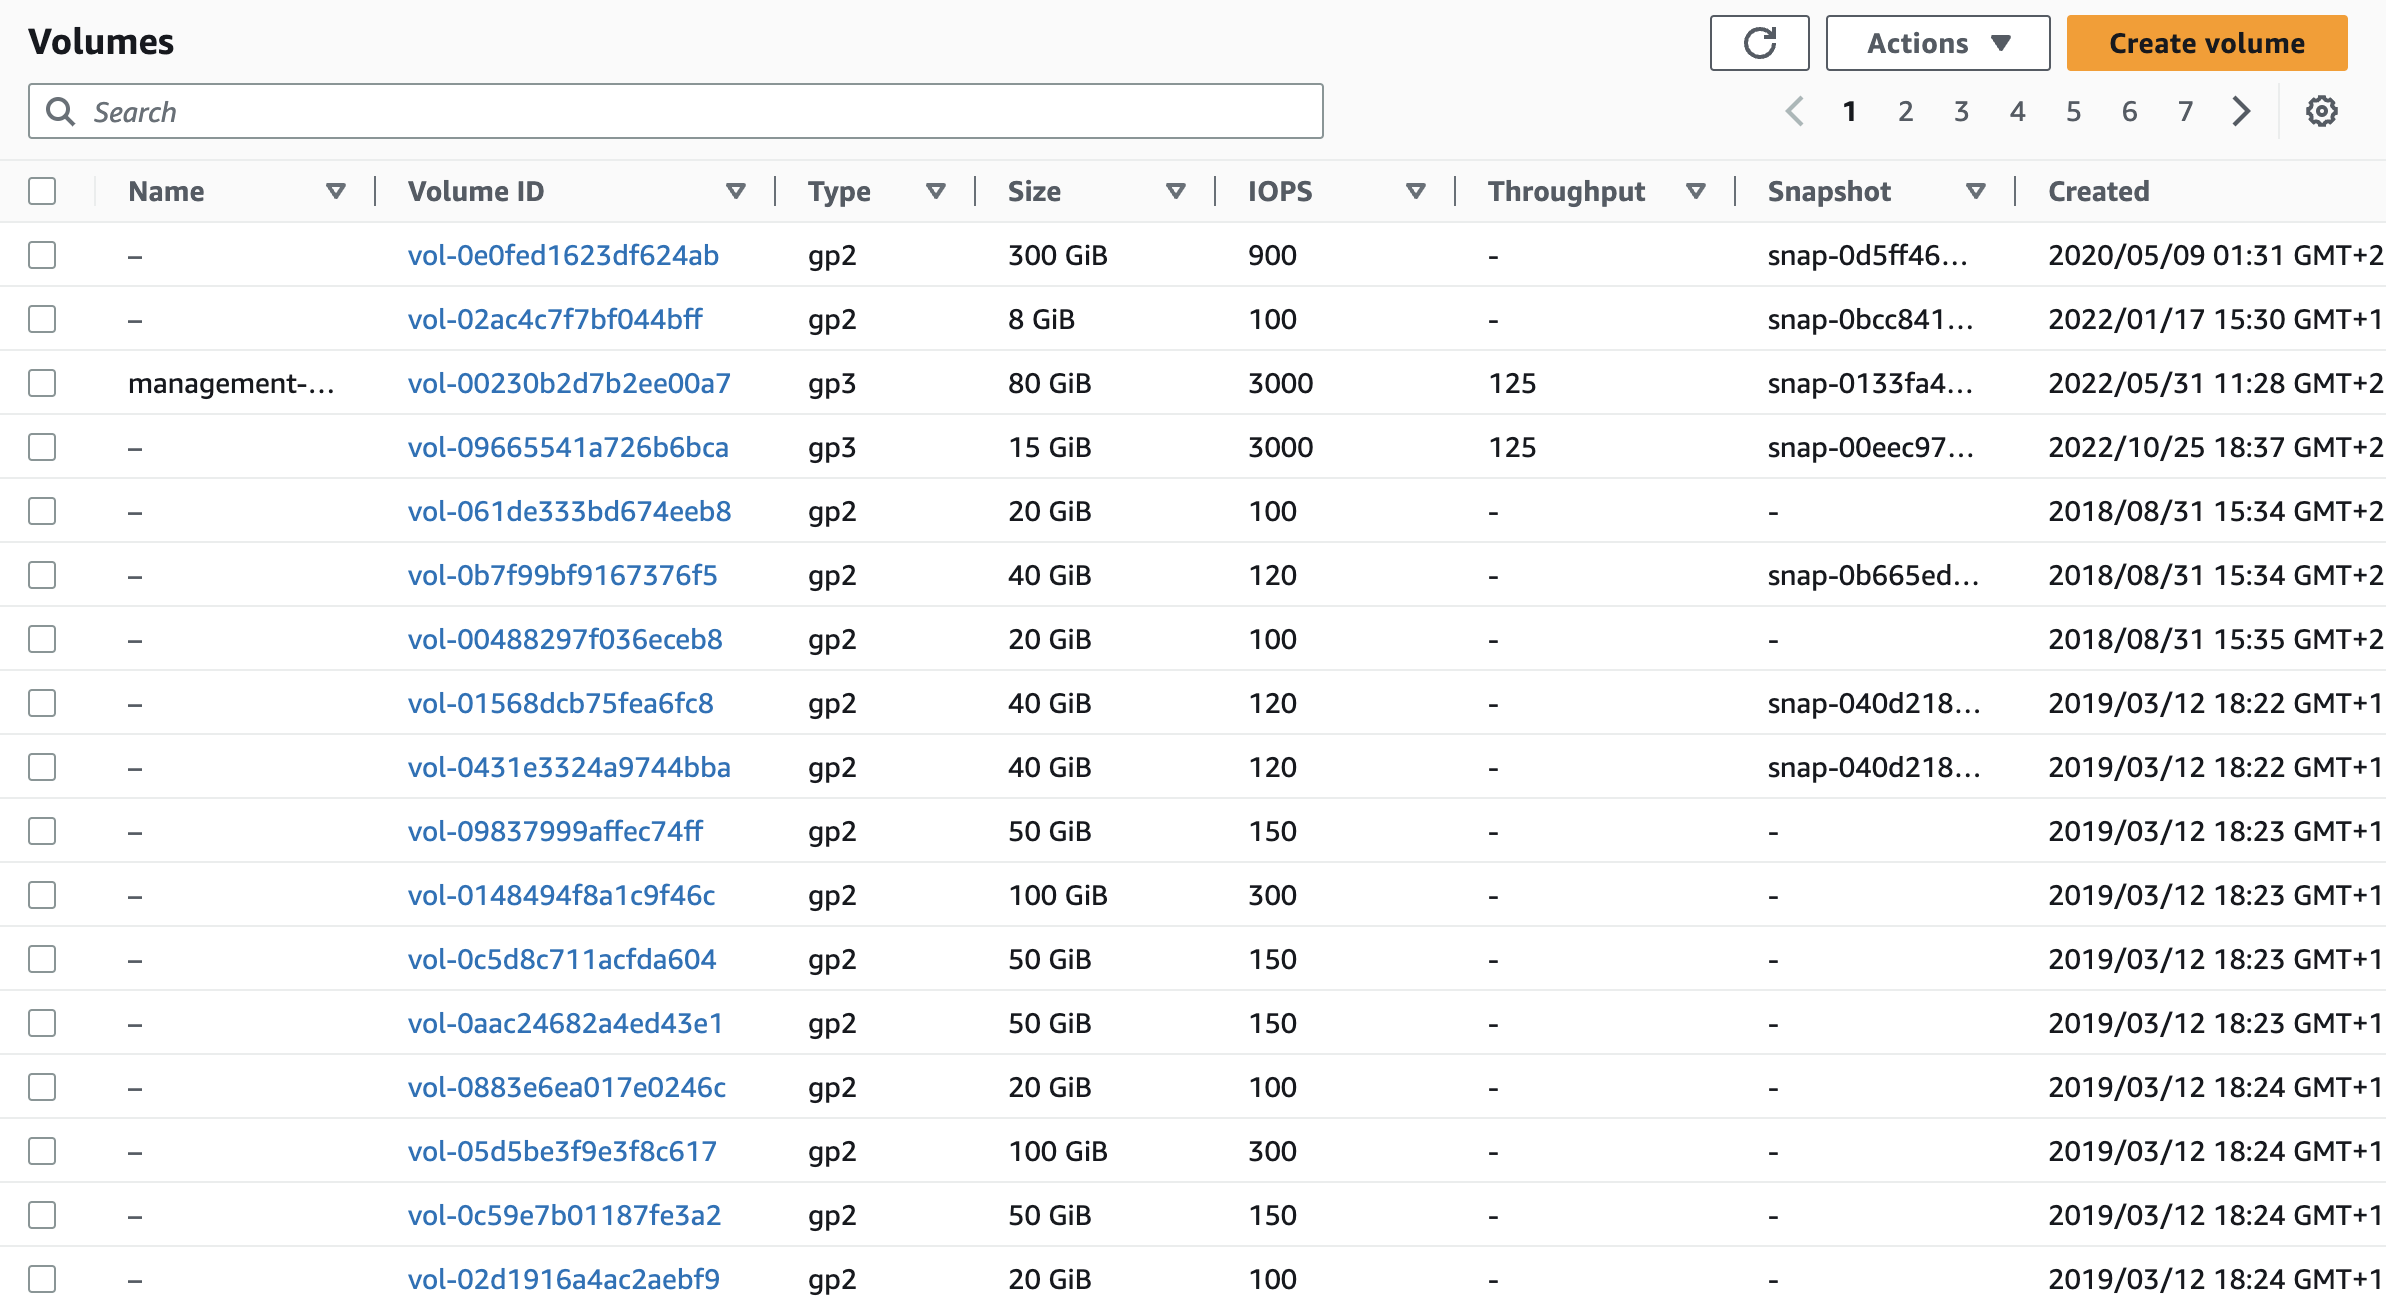 Volumes
Actions Create volume
Search
1 2 3 4 5 6 7
Name Volume ID Type Size IOPS Throughput Snapshot Created
– vol-0e0fed1623df624ab gp2 300 GiB 900 - snap-0d5ff46... 2020/05/09 01:31 GMT+2
– vol-02ac4c7f7bf044bff gp2 8 GiB 100 - snap-0bcc841... 2022/01/17 15:30 GMT+1
management-... vol-00230b2d7b2ee00a7 gp3 80 GiB 3000 125 snap-0133fa4... 2022/05/31 11:28 GMT+2
– vol-09665541a726b6bca gp3 15 GiB 3000 125 snap-00eec97... 2022/10/25 18:37 GMT+2
– vol-061de333bd674eeb8 gp2 20 GiB 100 - - 2018/08/31 15:34 GMT+2
– vol-0b7f99bf9167376f5 gp2 40 GiB 120 - snap-0b665ed... 2018/08/31 15:34 GMT+2
– vol-00488297f036eceb8 gp2 20 GiB 100 - - 2018/08/31 15:35 GMT+2
– vol-01568dcb75fea6fc8 gp2 40 GiB 120 - snap-040d218... 2019/03/12 18:22 GMT+1
– vol-0431e3324a9744bba gp2 40 GiB 120 - snap-040d218... 2019/03/12 18:22 GMT+1
– vol-09837999affec74ff gp2 50 GiB 150 - - 2019/03/12 18:23 GMT+1
– vol-0148494f8a1c9f46c gp2 100 GiB 300 - - 2019/03/12 18:23 GMT+1
– vol-0c5d8c711acfda604 gp2 50 GiB 150 - - 2019/03/12 18:23 GMT+1
– vol-0aac24682a4ed43e1 gp2 50 GiB 150 - - 2019/03/12 18:23 GMT+1
– vol-0883e6ea017e0246c gp2 20 GiB 100 - - 2019/03/12 18:24 GMT+1
– vol-05d5be3f9e3f8c617 gp2 100 GiB 300 - - 2019/03/12 18:24 GMT+1
– vol-0c59e7b01187fe3a2 gp2 50 GiB 150 - - 2019/03/12 18:24 GMT+1
– vol-02d1916a4ac2aebf9 gp2 20 GiB 100 - - 2019/03/12 18:24 GMT+1